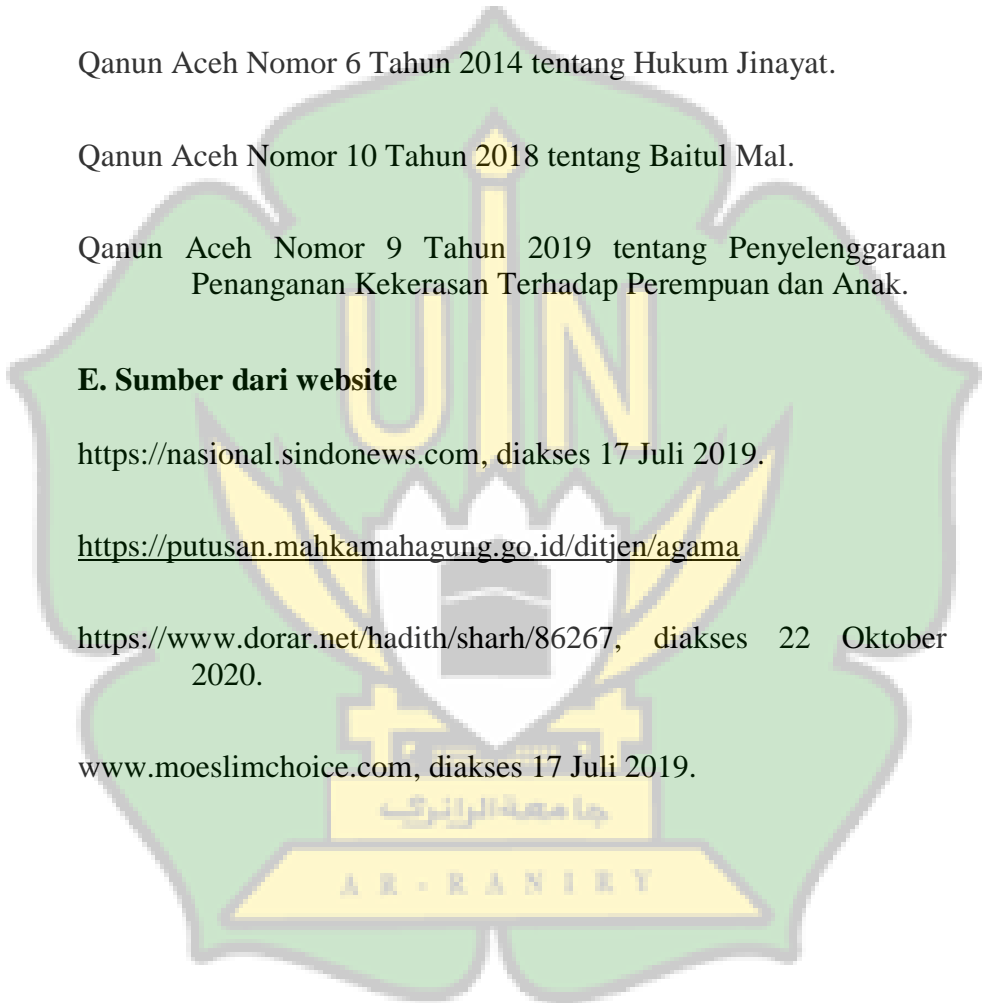 Qanun Aceh Nomor 6 Tahun 2014 tentang Hukum Jinayat.
Qanun Aceh Nomor 10 Tahun 2018 tentang Baitul Mal.
Qanun Aceh Nomor 9 Tahun 2019 tentang Penyelenggaraan
Penanganan Kekerasan Terhadap Perempuan dan Anak.
UIN
E. Sumber dari website
https://nasional.sindonews.com, diakses 17 Juli 2019.
https://putusan.mahkamahagung.go.id/ditjen/agama
https://www.dorar.net/hadith/sharh/86267, diakses 22 Oktober
2020.
www.moeslimchoice.com, diakses 17 Juli 2019.
جامعة الرانري
AR-RANIRY